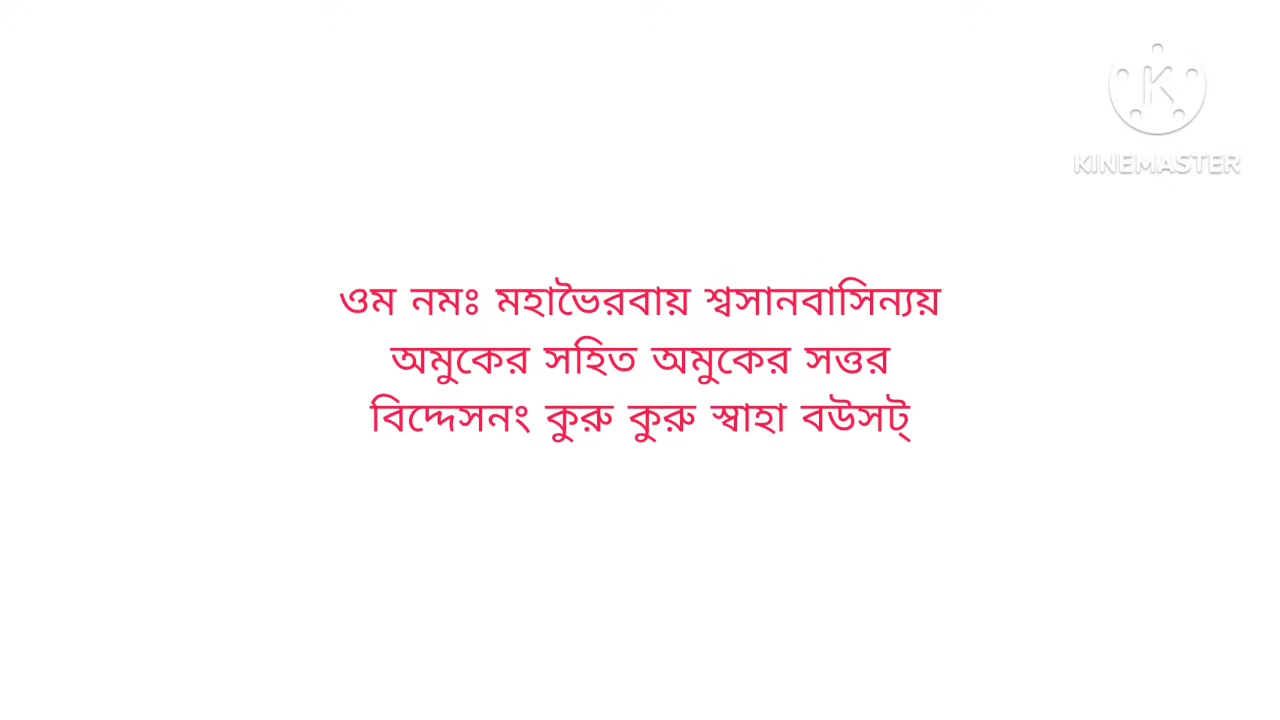 KINEMASTER
ওম নমঃ মহাভৈরবায় শ্বসানবাসিন্যয়
অমুকের সহিত অমুকের সত্তর
বিদ্দেসনং কুরু কুরু স্বাহা বউসট্